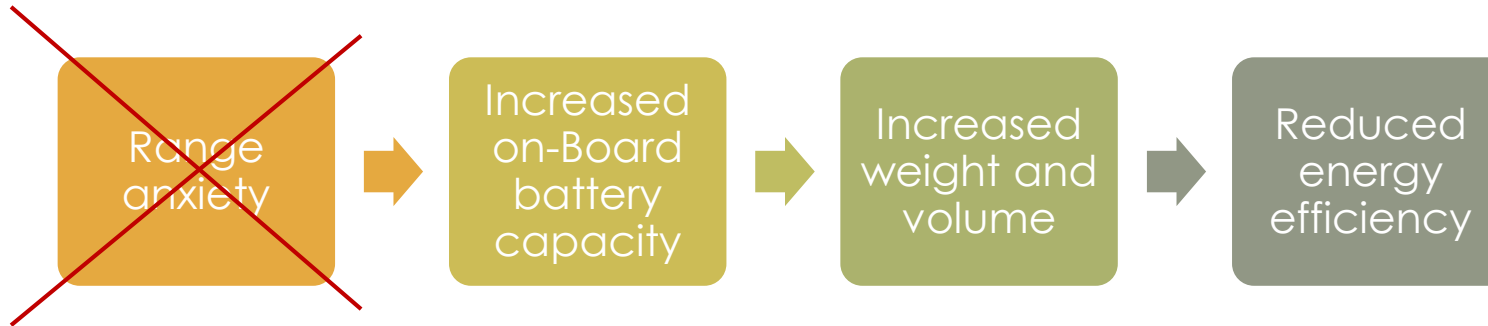 Range
anxiety
Increased
on-Board
battery
capacity
Increased
weight and
volume
Reduced
energy
efficiency